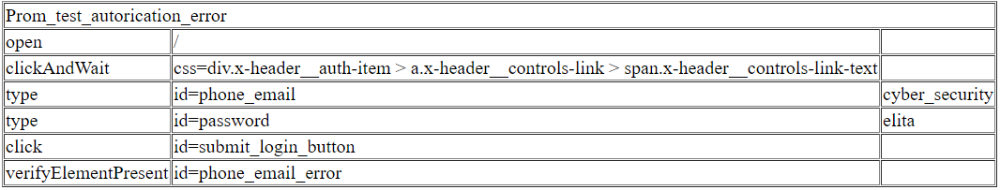 Prom_test_autorication_error
open /
clickAndWait css=div.x-header__auth-item > a.x-header__controls-link > span.x-header__controls-link-text
type id=phone_email cyber_security
type id=password elita
click id=submit_login_button
verifyElementPresent id=phone_email_error